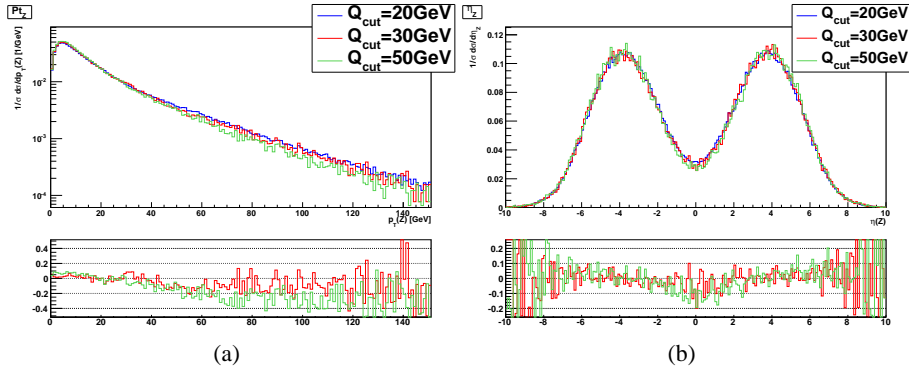 Pt_Z
Q_cut=20GeV
Q_cut=30GeV
Q_cut=50GeV
1/σ dσ/dp_T(Z) [1/GeV]
10^-2
10^-3
10^-4
0 20 40 60 80 100 120 140
p_T(Z) [GeV]
0.4
0.2
0
-0.2
-0.4
0 20 40 60 80 100 120 140
(a)
η_Z
Q_cut=20GeV
Q_cut=30GeV
Q_cut=50GeV
1/σ dσ/dη_Z
0.12
0.1
0.08
0.06
0.04
0.02
0.00
-10 -8 -6 -4 -2 0 2 4 6 8 10
η(Z)
0.2
0.1
0
-0.1
-0.2
-10 -8 -6 -4 -2 0 2 4 6 8 10
(b)